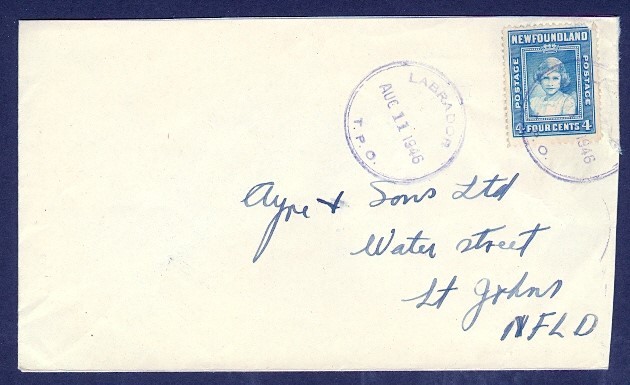 NEWFOUNDLAND
POSTAGE
POSTAGE
4 FOUR CENTS 4
LABRADOR
AUG 11 1946
T.P.O.
1946
P.O.
Ayre + Sons Ltd
Water street
St Johns
NFLD